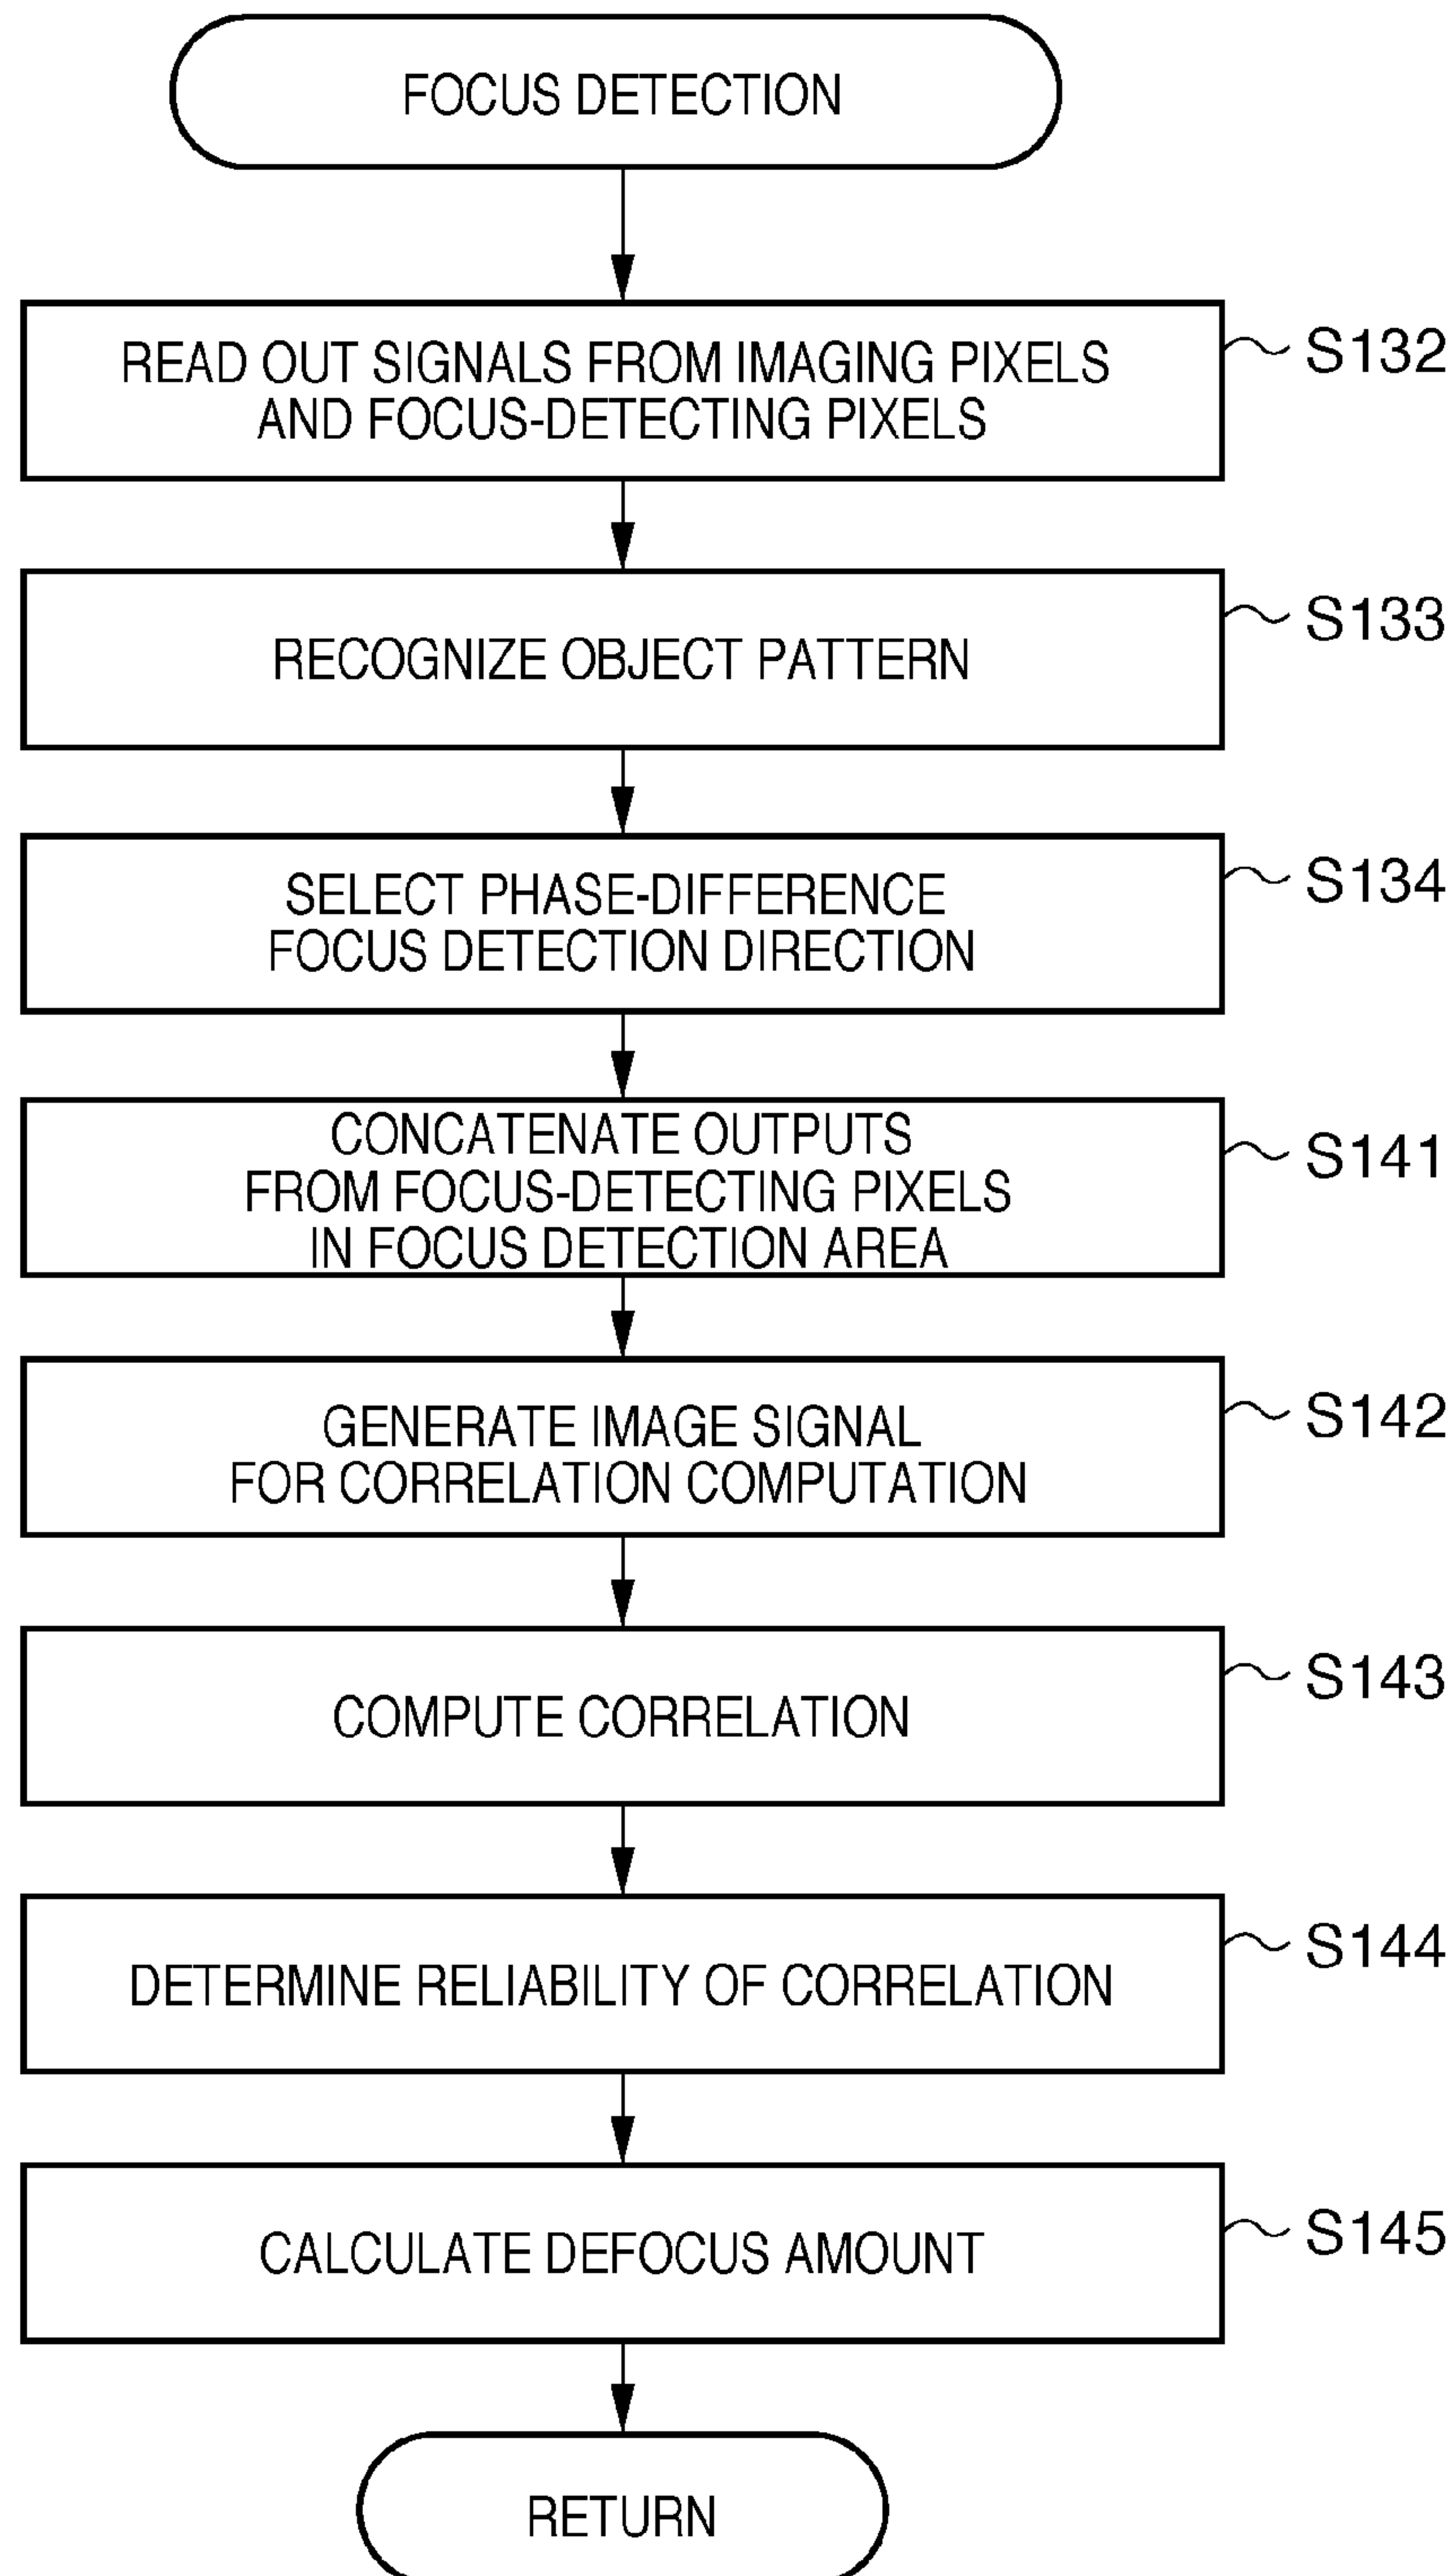 FOCUS DETECTION
READ OUT SIGNALS FROM IMAGING PIXELS
AND FOCUS-DETECTING PIXELS
S132
RECOGNIZE OBJECT PATTERN
S133
SELECT PHASE-DIFFERENCE
FOCUS DETECTION DIRECTION
S134
CONCATENATE OUTPUTS
FROM FOCUS-DETECTING PIXELS
IN FOCUS DETECTION AREA
S141
GENERATE IMAGE SIGNAL
FOR CORRELATION COMPUTATION
S142
COMPUTE CORRELATION
S143
DETERMINE RELIABILITY OF CORRELATION
S144
CALCULATE DEFOCUS AMOUNT
S145
RETURN